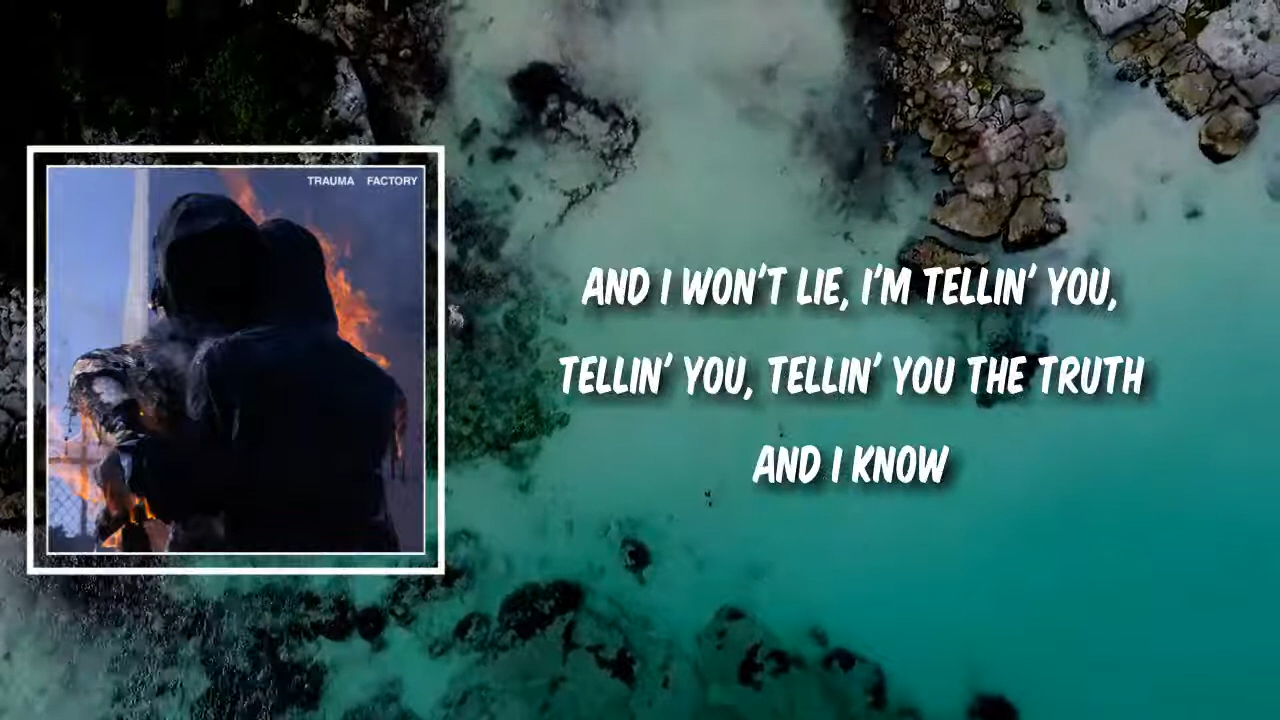 TRAUMA FACTORY
AND I WON'T LIE, I'M TELLIN' YOU,
TELLIN' YOU, TELLIN' YOU THE TRUTH
AND I KNOW